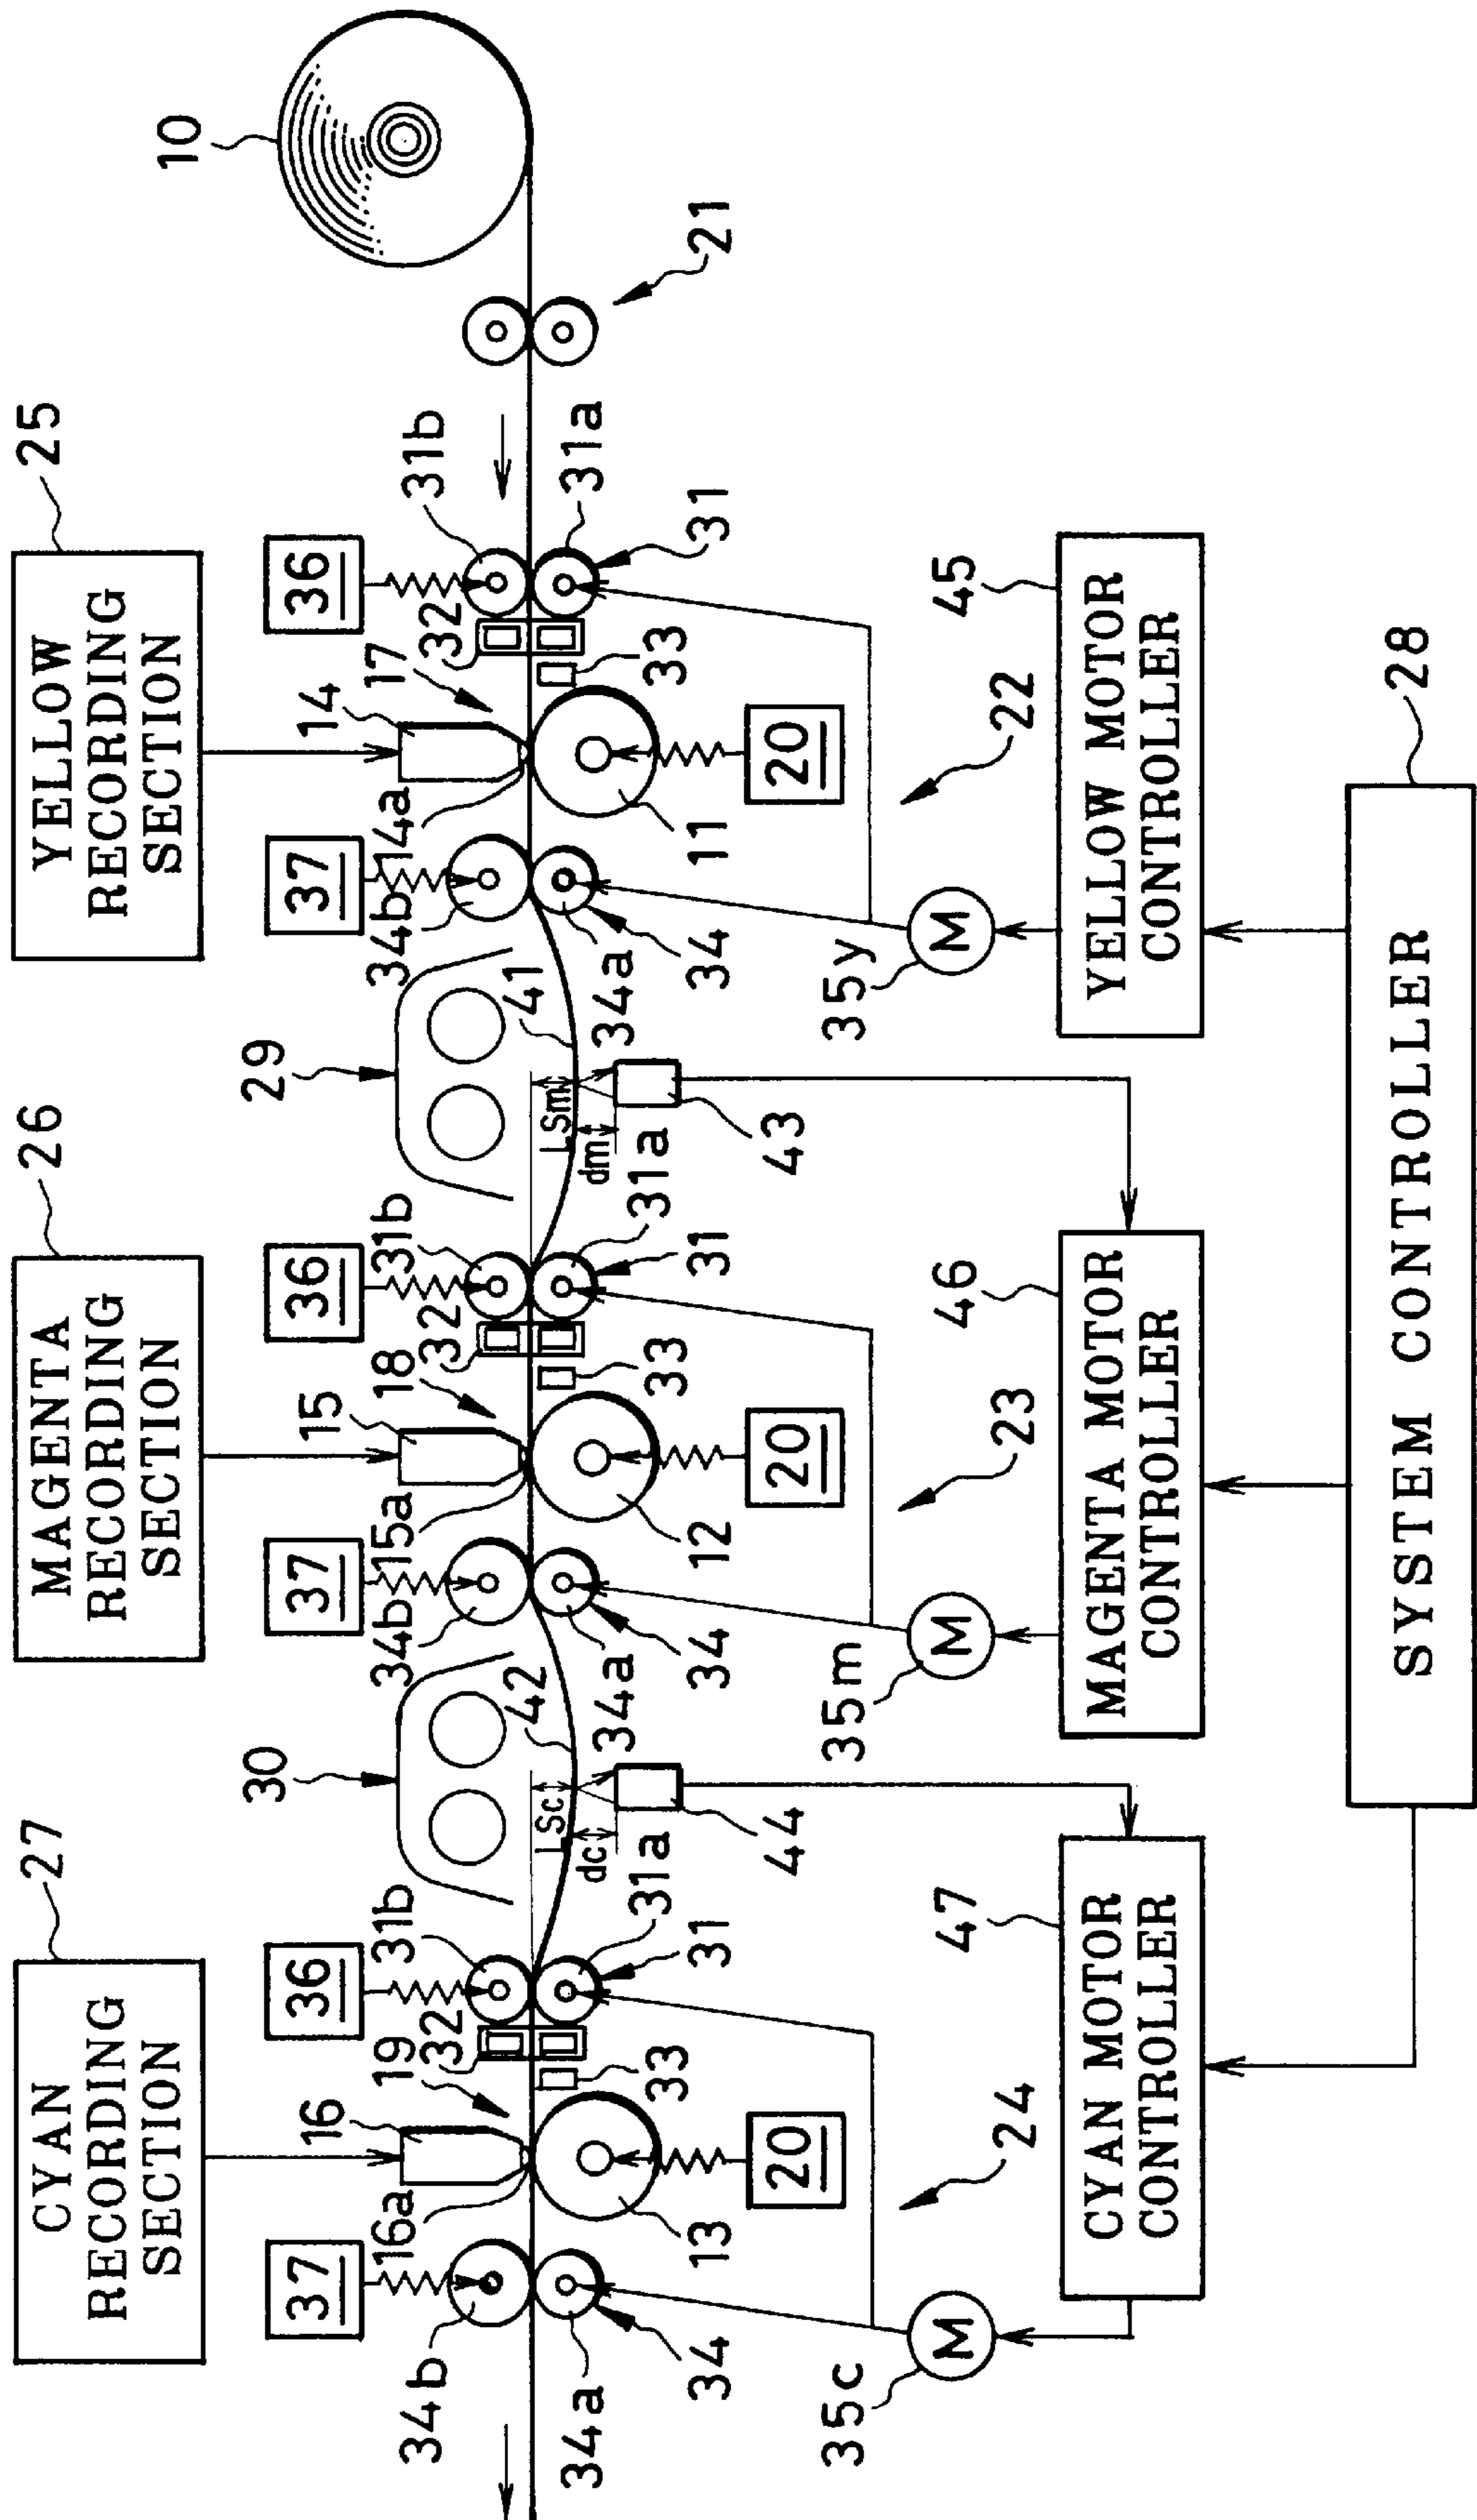 CYAN
RECORDING
SECTION
27
MAGENTA
RECORDING
SECTION
26
YELLOW
RECORDING
SECTION
25
10
30
29
37
16
36
37
15
36
37
14
36
34b
16a
19
32
31b
34b
15a
18
32
31b
34b
14a
17
32
31b
42
41
LSc
LSm
34a
dc
31a
34a
dm
31a
34a
31a
34
13
33
31
34
12
33
31
34
11
33
31
21
20
44
20
43
20
35c
M
24
35m
M
23
35y
M
22
47
46
45
CYAN MOTOR
CONTROLLER
MAGENTA MOTOR
CONTROLLER
YELLOW MOTOR
CONTROLLER
SYSTEM CONTROLLER
28